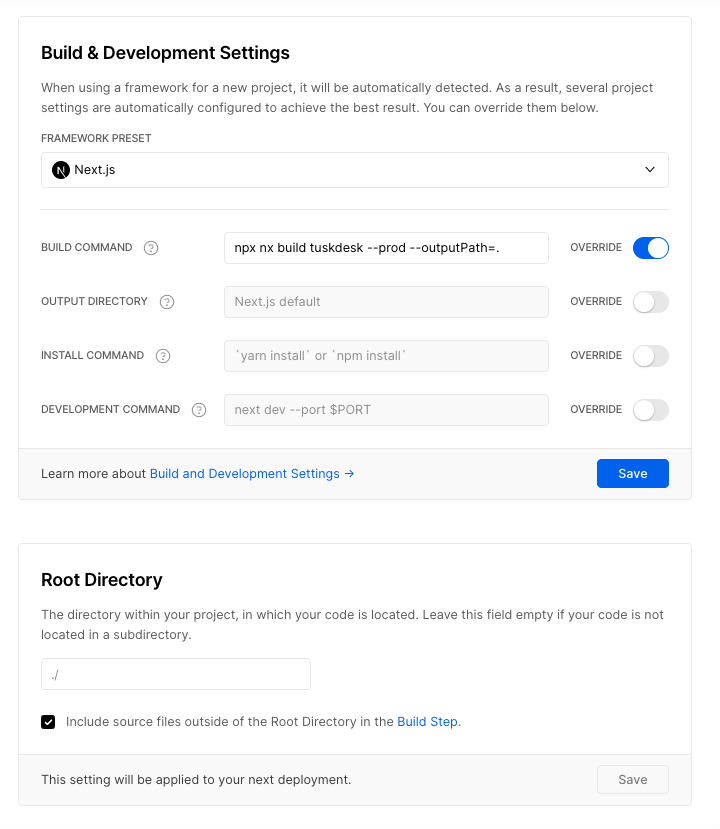 Build & Development Settings
When using a framework for a new project, it will be automatically detected. As a result, several project
settings are automatically configured to achieve the best result. You can override them below.
FRAMEWORK PRESET
N Next.js
BUILD COMMAND ? npx nx build tuskdesk --prod --outputPath=. OVERRIDE
OUTPUT DIRECTORY ? Next.js default OVERRIDE
INSTALL COMMAND ? `yarn install` or `npm install` OVERRIDE
DEVELOPMENT COMMAND ? next dev --port $PORT OVERRIDE
Learn more about Build and Development Settings → Save
Root Directory
The directory within your project, in which your code is located. Leave this field empty if your code is not
located in a subdirectory.
./
Include source files outside of the Root Directory in the Build Step.
This setting will be applied to your next deployment. Save